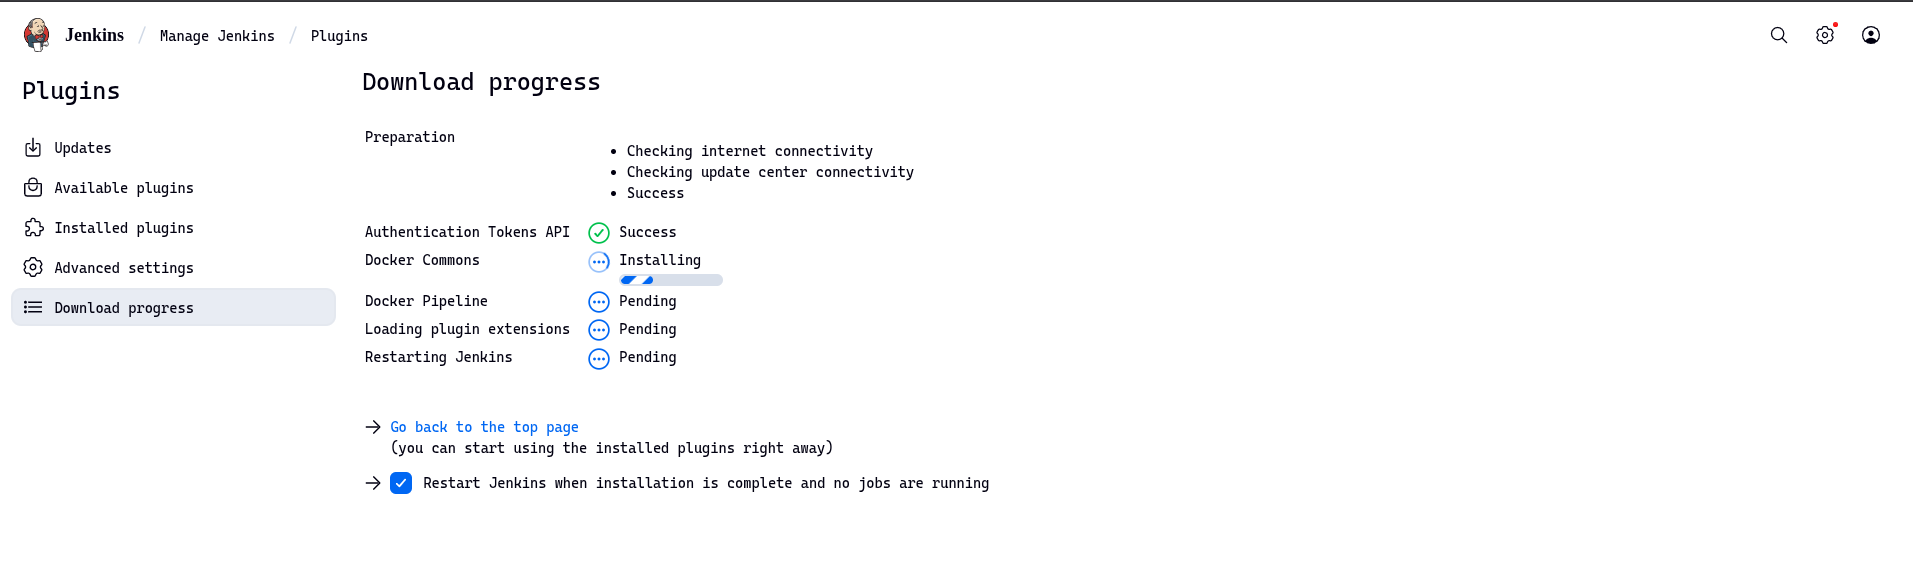 Jenkins / Manage Jenkins / Plugins
Plugins
Updates
Available plugins
Installed plugins
Advanced settings
Download progress
Download progress
Preparation
• Checking internet connectivity
• Checking update center connectivity
• Success
Authentication Tokens API Success
Docker Commons Installing
Docker Pipeline Pending
Loading plugin extensions Pending
Restarting Jenkins Pending
→ Go back to the top page
(you can start using the installed plugins right away)
→ Restart Jenkins when installation is complete and no jobs are running